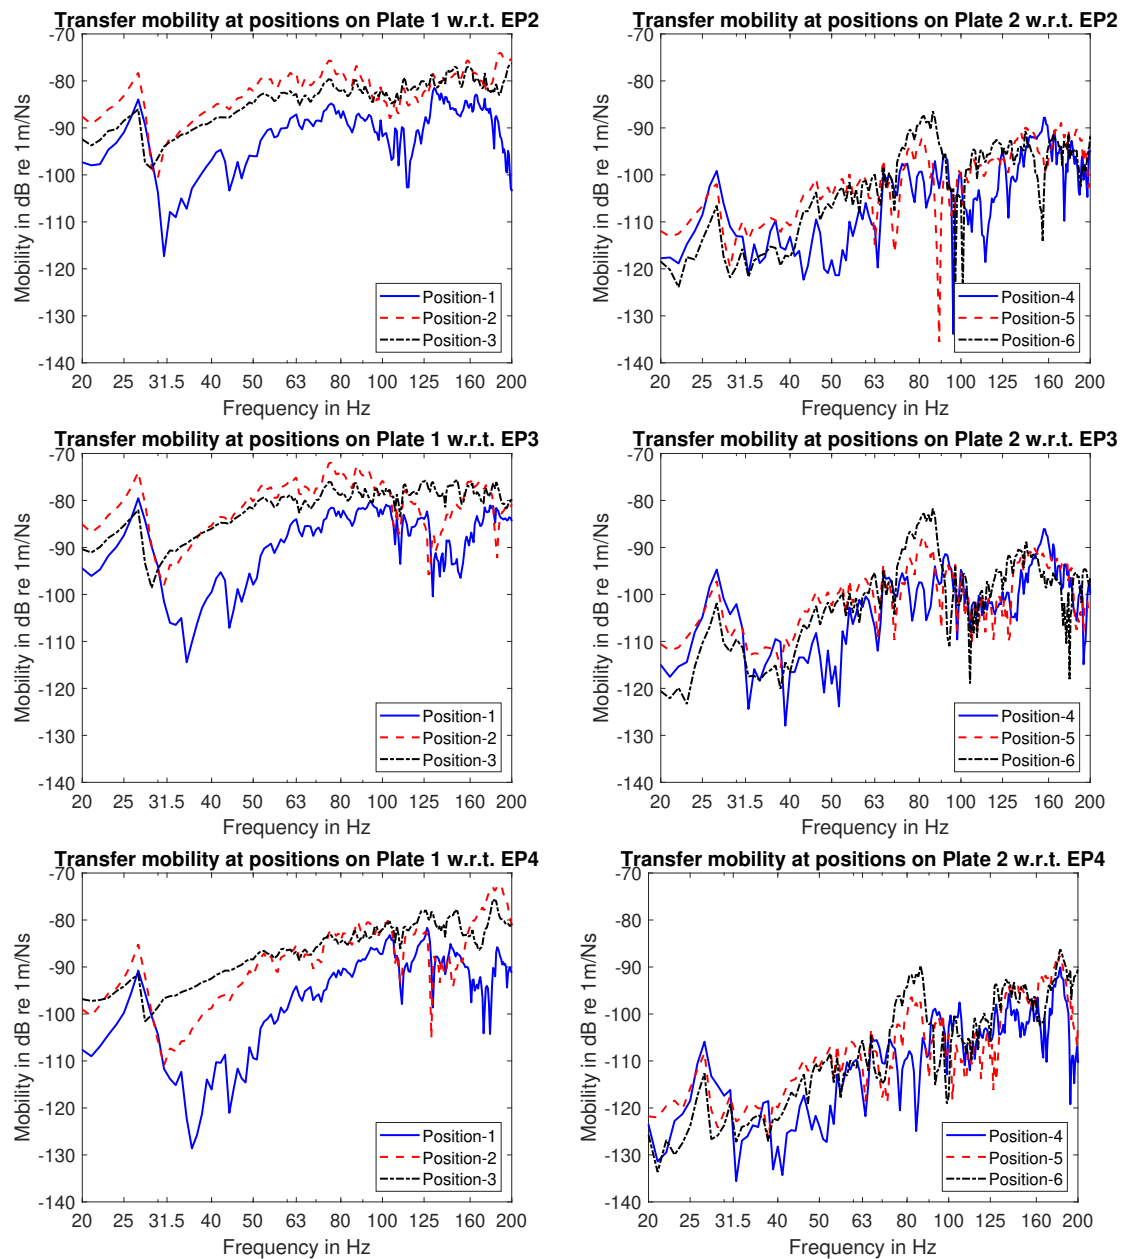 Transfer mobility at positions on Plate 1 w.r.t. EP2
-70
-80
-90
-100
-110
-120
-130
-140
Mobility in dB re 1m/Ns
Position-1
Position-2
Position-3
20 25 31.5 40 50 63 80 100 125 160 200
Frequency in Hz
Transfer mobility at positions on Plate 2 w.r.t. EP2
-70
-80
-90
-100
-110
-120
-130
-140
Mobility in dB re 1m/Ns
Position-4
Position-5
Position-6
20 25 31.5 40 50 63 80 100 125 160 200
Frequency in Hz
Transfer mobility at positions on Plate 1 w.r.t. EP3
-70
-80
-90
-100
-110
-120
-130
-140
Mobility in dB re 1m/Ns
Position-1
Position-2
Position-3
20 25 31.5 40 50 63 80 100 125 160 200
Frequency in Hz
Transfer mobility at positions on Plate 2 w.r.t. EP3
-70
-80
-90
-100
-110
-120
-130
-140
Mobility in dB re 1m/Ns
Position-4
Position-5
Position-6
20 25 31.5 40 50 63 80 100 125 160 200
Frequency in Hz
Transfer mobility at positions on Plate 1 w.r.t. EP4
-70
-80
-90
-100
-110
-120
-130
-140
Mobility in dB re 1m/Ns
Position-1
Position-2
Position-3
20 25 31.5 40 50 63 80 100 125 160 200
Frequency in Hz
Transfer mobility at positions on Plate 2 w.r.t. EP4
-70
-80
-90
-100
-110
-120
-130
-140
Mobility in dB re 1m/Ns
Position-4
Position-5
Position-6
20 25 31.5 40 50 63 80 100 125 160 200
Frequency in Hz